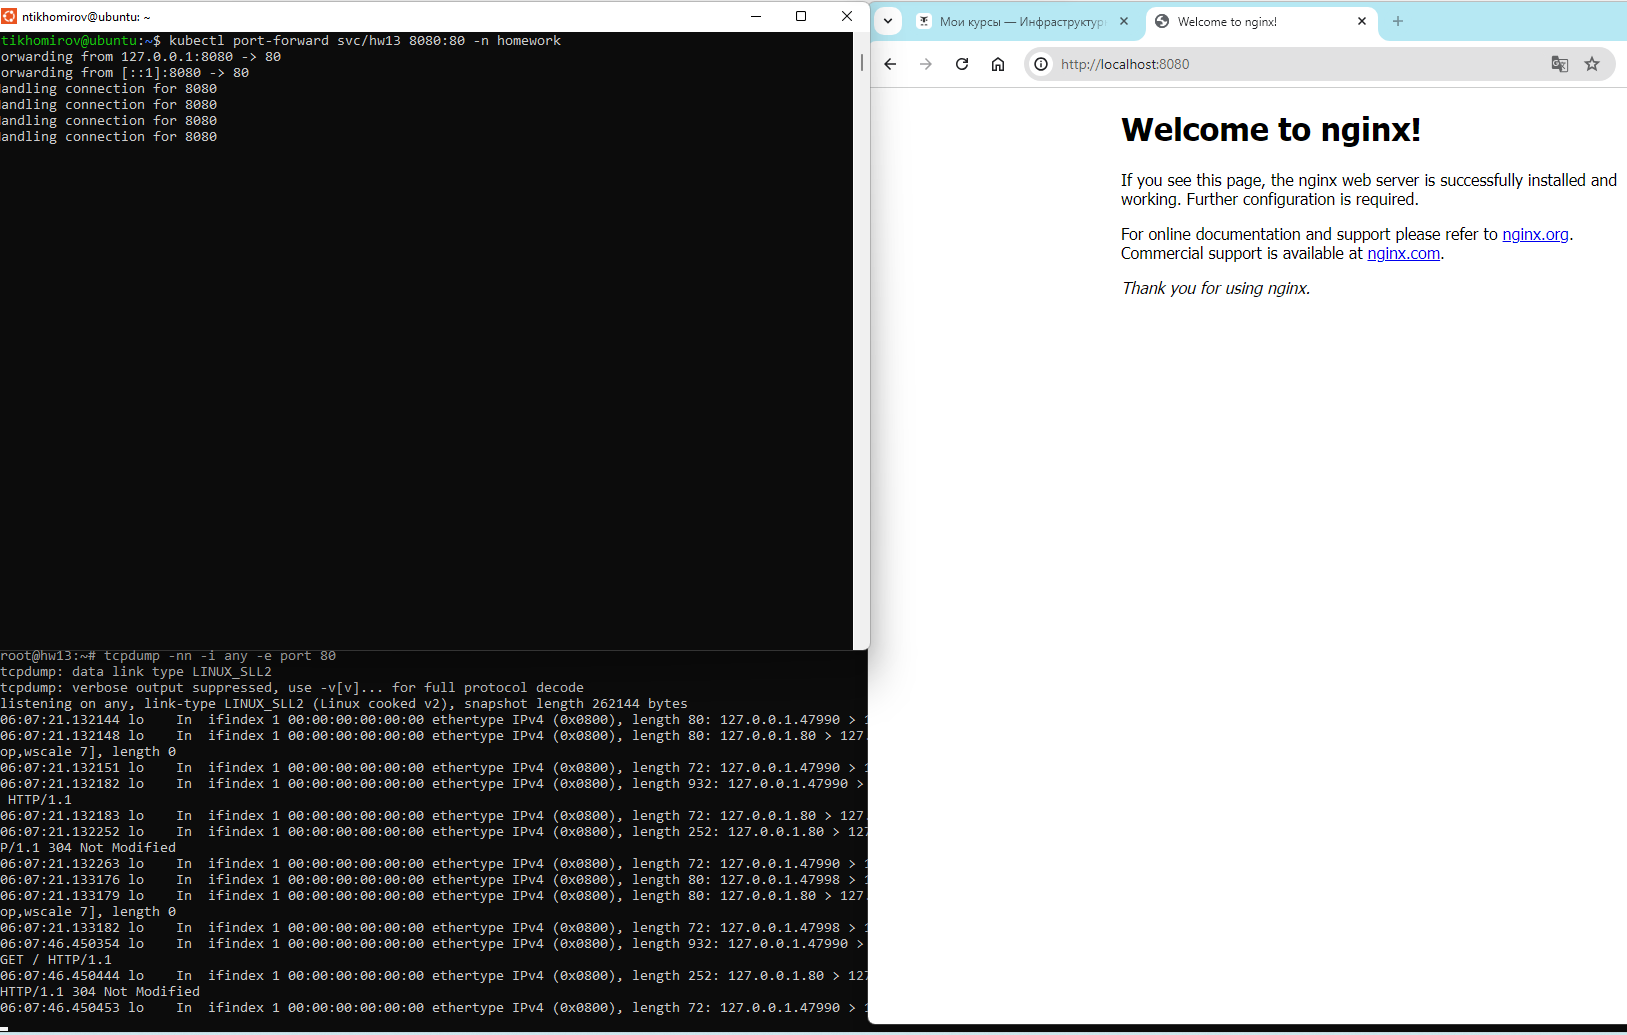 ntikhomirov@ubuntu: ~
tikhomirov@ubuntu:~$ kubectl port-forward svc/hw13 8080:80 -n homework
orwarding from 127.0.0.1:8080 -> 80
orwarding from [::1]:8080 -> 80
andling connection for 8080
andling connection for 8080
andling connection for 8080
andling connection for 8080
root@hw13:~# tcpdump -nn -i any -e port 80
tcpdump: data link type LINUX_SLL2
tcpdump: verbose output suppressed, use -v[v]... for full protocol decode
listening on any, link-type LINUX_SLL2 (Linux cooked v2), snapshot length 262144 bytes
06:07:21.132144 lo    In  ifindex 1 00:00:00:00:00:00 ethertype IPv4 (0x0800), length 80: 127.0.0.1.47990 > 1
06:07:21.132148 lo    In  ifindex 1 00:00:00:00:00:00 ethertype IPv4 (0x0800), length 80: 127.0.0.1.80 > 127.
op,wscale 7], length 0
06:07:21.132151 lo    In  ifindex 1 00:00:00:00:00:00 ethertype IPv4 (0x0800), length 72: 127.0.0.1.47990 > 1
06:07:21.132182 lo    In  ifindex 1 00:00:00:00:00:00 ethertype IPv4 (0x0800), length 932: 127.0.0.1.47990 >
HTTP/1.1
06:07:21.132183 lo    In  ifindex 1 00:00:00:00:00:00 ethertype IPv4 (0x0800), length 72: 127.0.0.1.80 > 127.
06:07:21.132252 lo    In  ifindex 1 00:00:00:00:00:00 ethertype IPv4 (0x0800), length 252: 127.0.0.1.80 > 127
P/1.1 304 Not Modified
06:07:21.132263 lo    In  ifindex 1 00:00:00:00:00:00 ethertype IPv4 (0x0800), length 72: 127.0.0.1.47990 > 1
06:07:21.133176 lo    In  ifindex 1 00:00:00:00:00:00 ethertype IPv4 (0x0800), length 80: 127.0.0.1.47998 > 1
06:07:21.133179 lo    In  ifindex 1 00:00:00:00:00:00 ethertype IPv4 (0x0800), length 80: 127.0.0.1.80 > 127.
op,wscale 7], length 0
06:07:21.133182 lo    In  ifindex 1 00:00:00:00:00:00 ethertype IPv4 (0x0800), length 72: 127.0.0.1.47998 > 1
06:07:46.450354 lo    In  ifindex 1 00:00:00:00:00:00 ethertype IPv4 (0x0800), length 932: 127.0.0.1.47990 >
GET / HTTP/1.1
06:07:46.450444 lo    In  ifindex 1 00:00:00:00:00:00 ethertype IPv4 (0x0800), length 252: 127.0.0.1.80 > 127
HTTP/1.1 304 Not Modified
06:07:46.450453 lo    In  ifindex 1 00:00:00:00:00:00 ethertype IPv4 (0x0800), length 72: 127.0.0.1.47990 > 1
Мои курсы — Инфраструктур
Welcome to nginx!
http://localhost:8080
Welcome to nginx!
If you see this page, the nginx web server is successfully installed and
working. Further configuration is required.
For online documentation and support please refer to nginx.org.
Commercial support is available at nginx.com.
Thank you for using nginx.